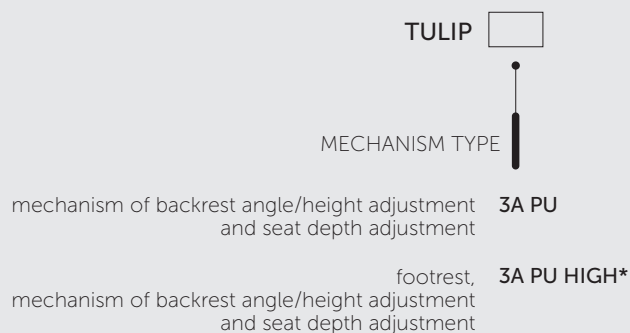 TULIP
MECHANISM TYPE
mechanism of backrest angle/height adjustment 3A PU
and seat depth adjustment
footrest, 3A PU HIGH*
mechanism of backrest angle/height adjustment
and seat depth adjustment